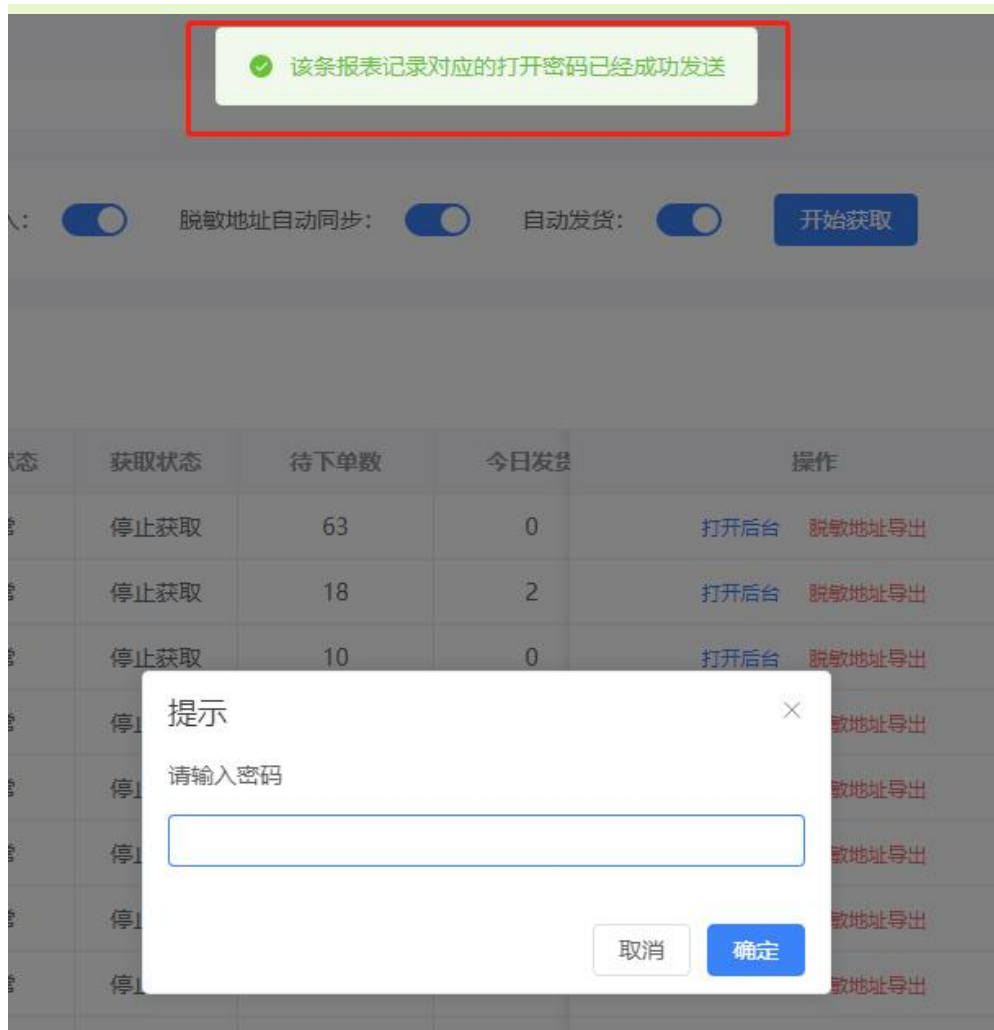 该条报表记录对应的打开密码已经成功发送
脱敏地址自动同步： 自动发货： 开始获取
获取状态 待下单数 今日发货 操作
停止获取 63 0 打开后台 脱敏地址导出
停止获取 18 2 打开后台 脱敏地址导出
停止获取 10 0 打开后台 脱敏地址导出
提示
请输入密码
取消 确定